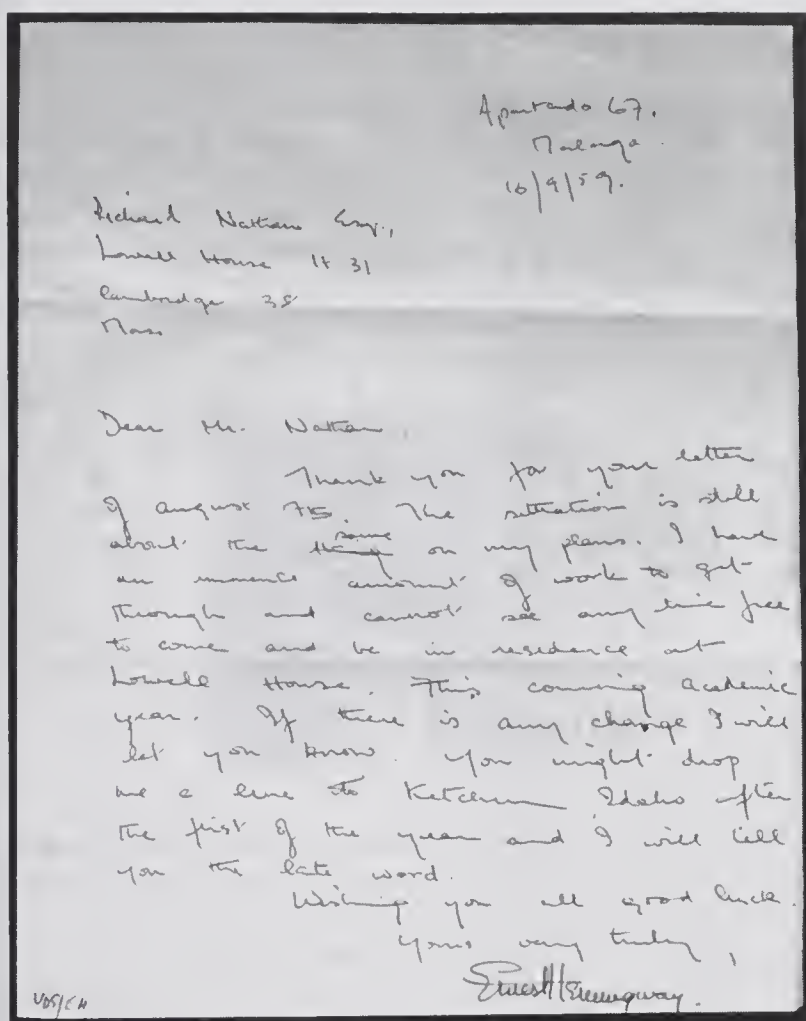 Apartado 67.
Malaga.
10/9/59.
Richard Nathan Esq.,
Lowell House H 31
Cambridge 38
Mass
Dear Mr. Nathan,
Thank you for your letter
of august 7th. The situation is still
about the thing same on my plans. I have
an immence amount of work to get
through and cannot see any time free
to come and be in residence at
Lowell House. This coming academic
year. If there is any change I will
let you know. You might drop
me a line to Ketchum Idaho after
the first of the year and I will tell
you the late word.
Wishing you all good luck.
Yours very truly,
Ernest Hemingway.